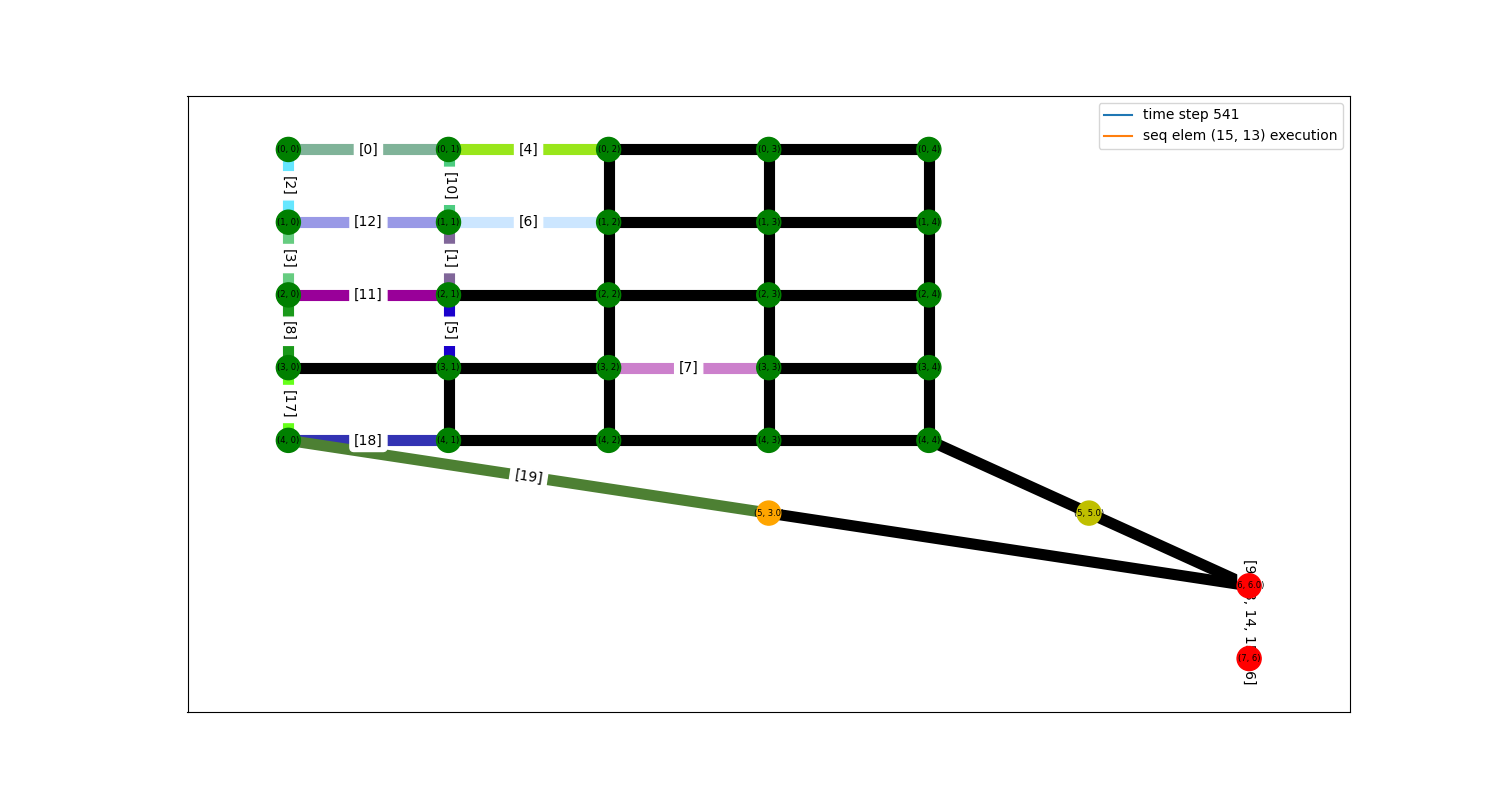 time step 541
seq elem (15, 13) execution
(0, 0) [0] (0, 1) [4] (0, 2) (0, 3) (0, 4)
[2] [10]
(1, 0) [12] (1, 1) [6] (1, 2) (1, 3) (1, 4)
[3] [1]
(2, 0) [11] (2, 1) (2, 2) (2, 3) (2, 4)
[8] [5]
(3, 0) (3, 1) (3, 2) [7] (3, 3) (3, 4)
[17]
(4, 0) [18] (4, 1) (4, 2) (4, 3) (4, 4)
[19]
(5, 3.0) (5, 5.0)
(6, 6.0)
14,
(7, 6)